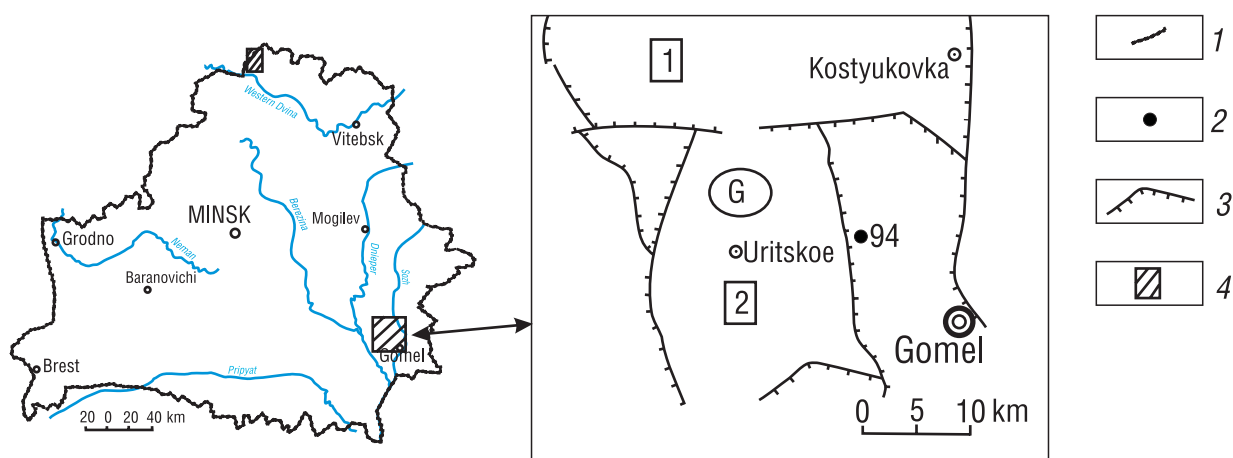 Western Dvina
Vitebsk
MINSK
Berezina
Mogilev
Dnieper
Sozh
Grodno
Neman
Baranovichi
Gomel
Brest
Pripyat
20 0 20 40 km
1
Kostyukovka
G
94
Uritskoe
2
Gomel
0 5 10 km
1
2
3
4